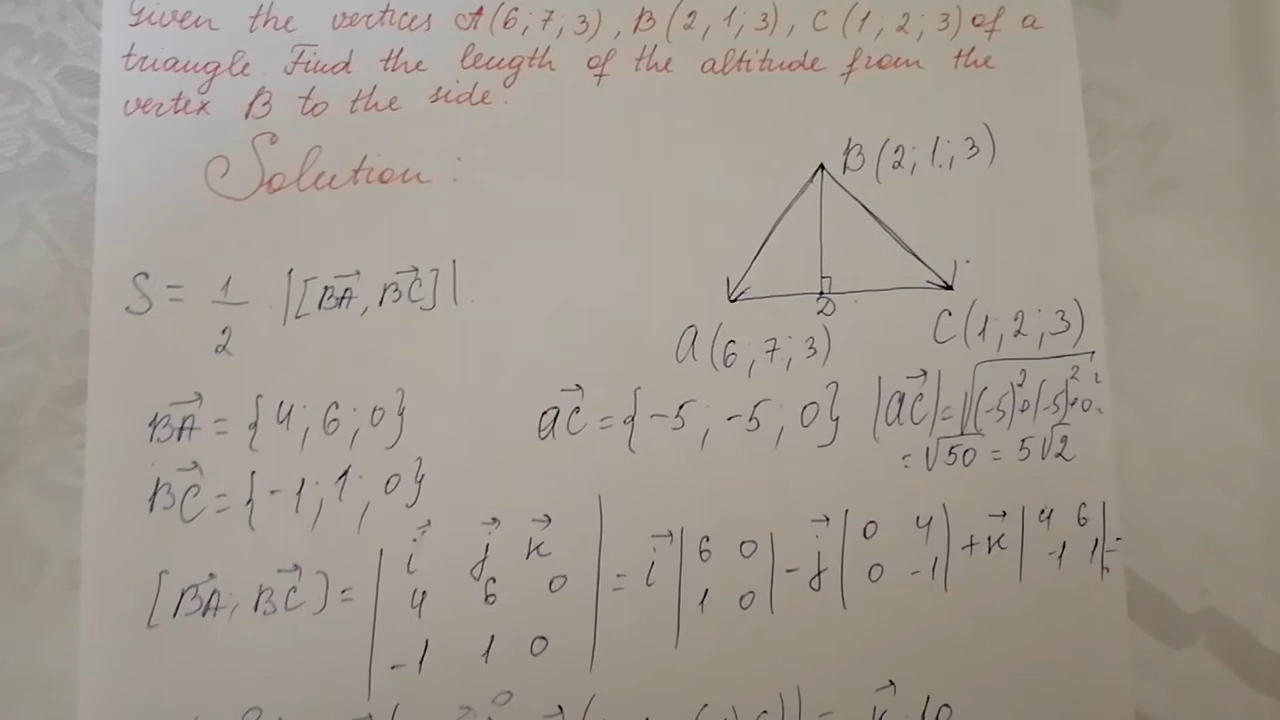 Given the vertices A(6;7;3), B(2,1;3), C(1;2;3) of a
triangle. Find the length of the altitude from the
vertex B to the side.
Solution:
B(2;1;3)
S = 1/2 |[BA, BC]|
D
A(6;7;3)
C(1;2;3)
BA = {4;6;0}
AC = {-5;-5;0} |AC| = √(-5)²+(-5)²+0²
= √50 = 5√2
BC = {-1;1;0}
[BA; BC] = | i j k | = i | 6 0 | - j | 0 4 | + k | 4 6 | =
| 4 6 0 | | 1 0 | | 0 -1 | | -1 1 |
| -1 1 0 |
= k 10